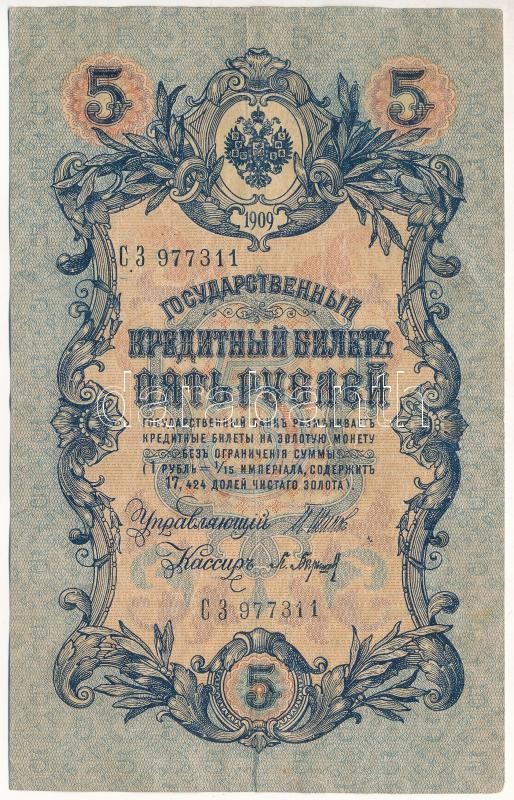 5 5
1909
СЗ 977311
ГОСУДАРСТВЕННЫЙ
КРЕДИТНЫЙ БИЛЕТЪ
ПЯТЬ РУБЛЕЙ
darabanth
ГОСУДАРСТВЕННЫЙ БАНКЪ РАЗМѢНИВАЕТЪ
КРЕДИТНЫЕ БИЛЕТЫ НА ЗОЛОТУЮ МОНЕТУ
БЕЗЪ ОГРАНИЧЕНІЯ СУММЫ
(1 РУБЛЬ = 1/15 ИМПЕРІАЛА, СОДЕРЖИТЪ
17,424 ДОЛЕЙ ЧИСТАГО ЗОЛОТА).
Управляющій
Кассиръ
СЗ 977311
5